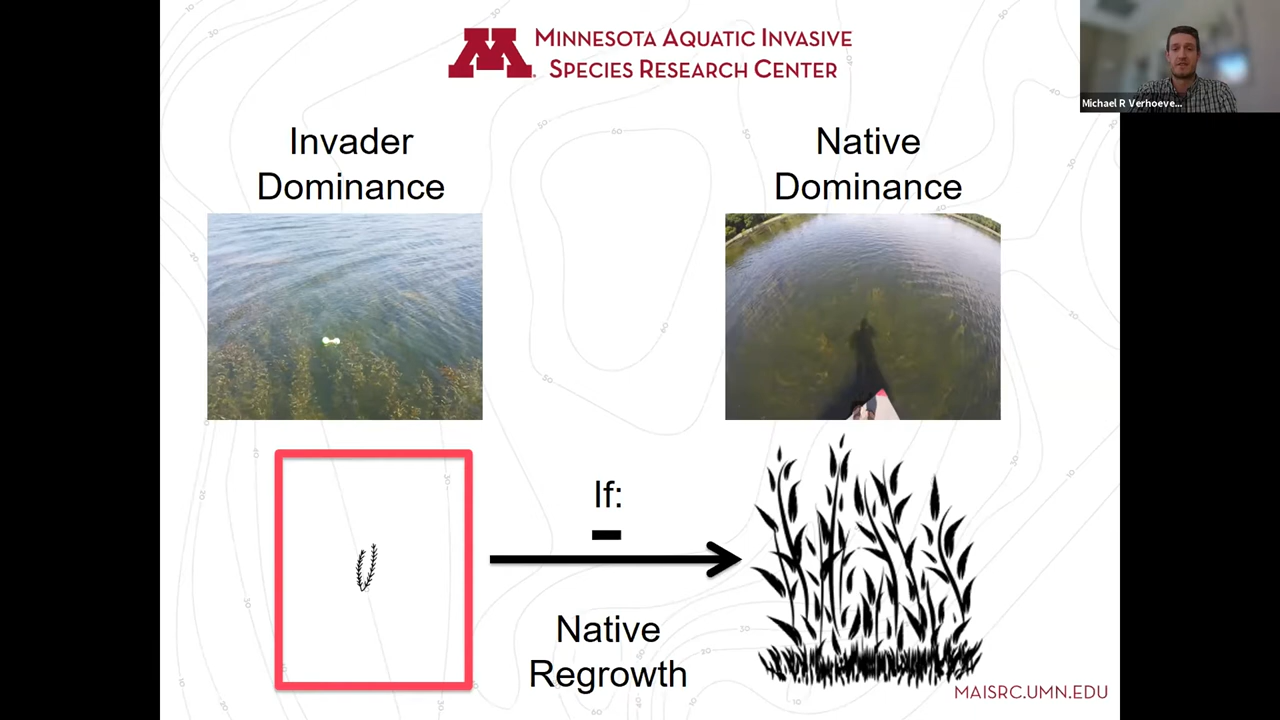 MINNESOTA AQUATIC INVASIVE
SPECIES RESEARCH CENTER
Michael R Verhoeve...
Invader
Dominance
Native
Dominance
If:
Native
Regrowth
MAISRC.UMN.EDU